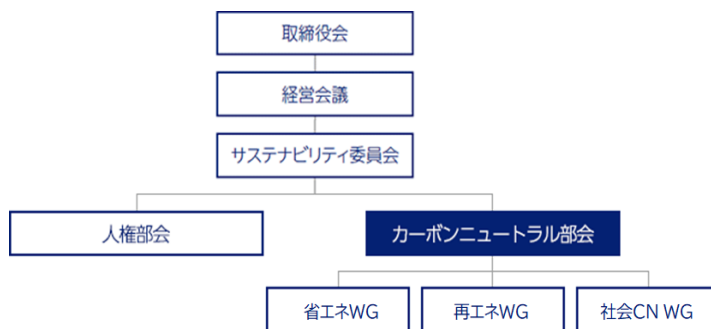 取締役会
経営会議
サステナビリティ委員会
人権部会
カーボンニュートラル部会
省エネWG
再エネWG
社会CN WG